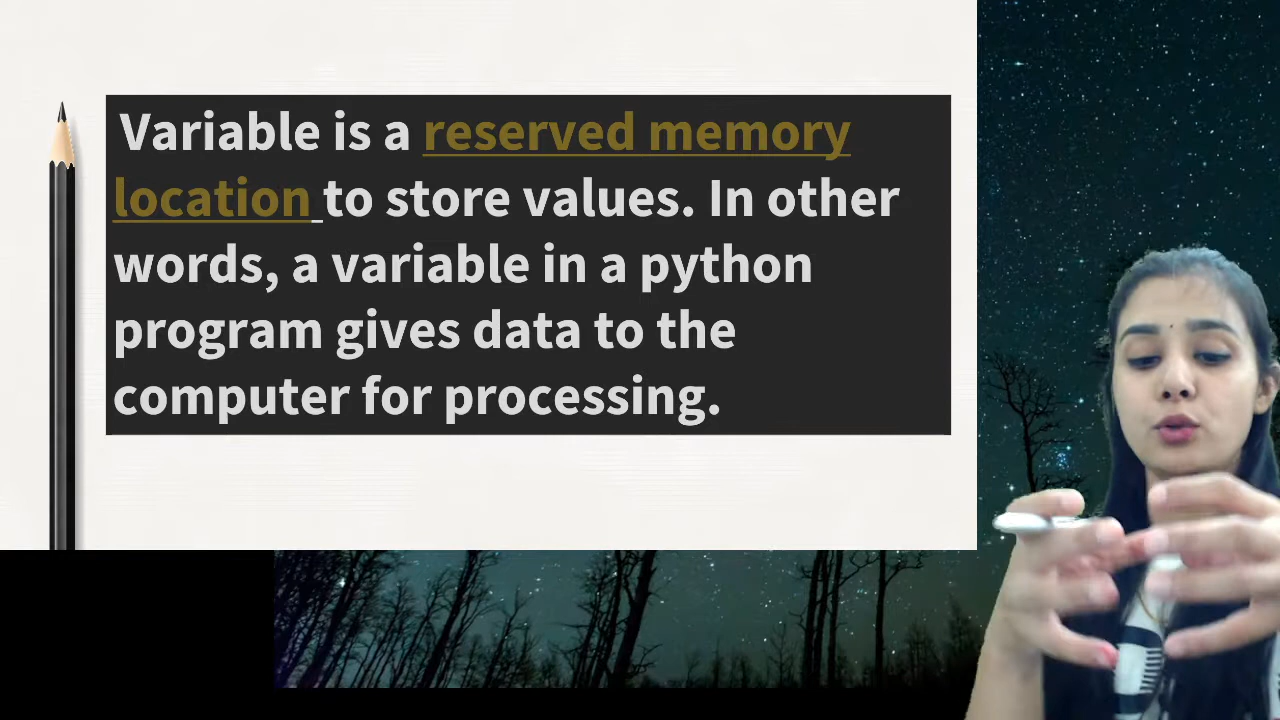 Variable is a reserved memory
location to store values. In other
words, a variable in a python
program gives data to the
computer for processing.